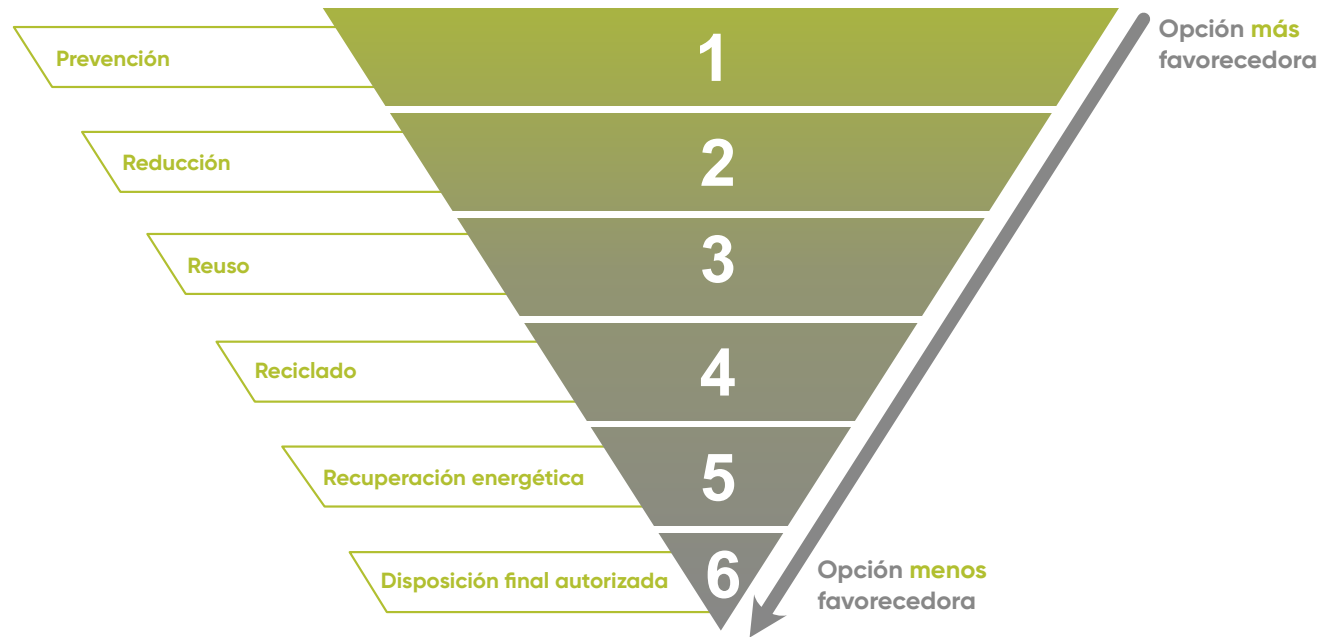 Prevención
1
Opción más
favorecedora
Reducción
2
Reuso
3
Reciclado
4
Recuperación energética
5
Disposición final autorizada
6
Opción menos
favorecedora